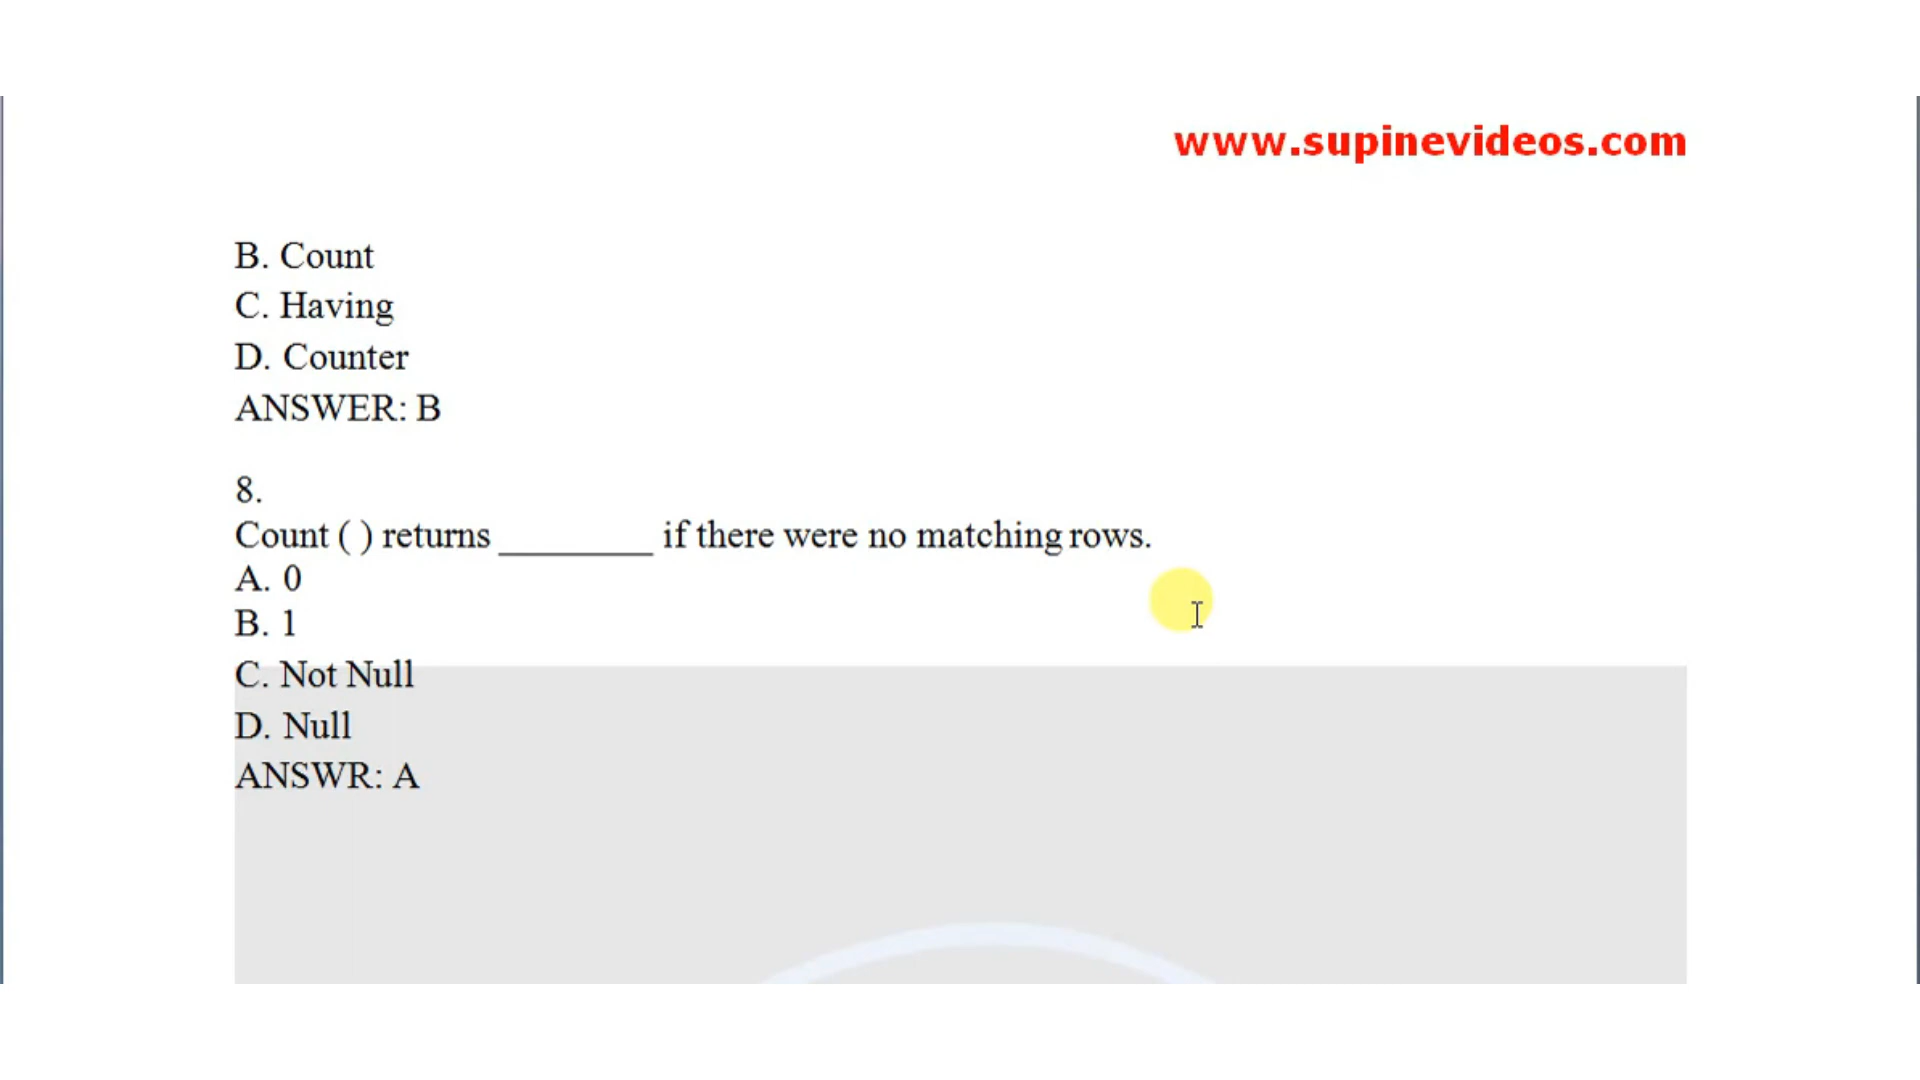 www.supinevideos.com
B. Count
C. Having
D. Counter
ANSWER: B
8.
Count ( ) returns ________ if there were no matching rows.
A. 0
B. 1
C. Not Null
D. Null
ANSWR: A